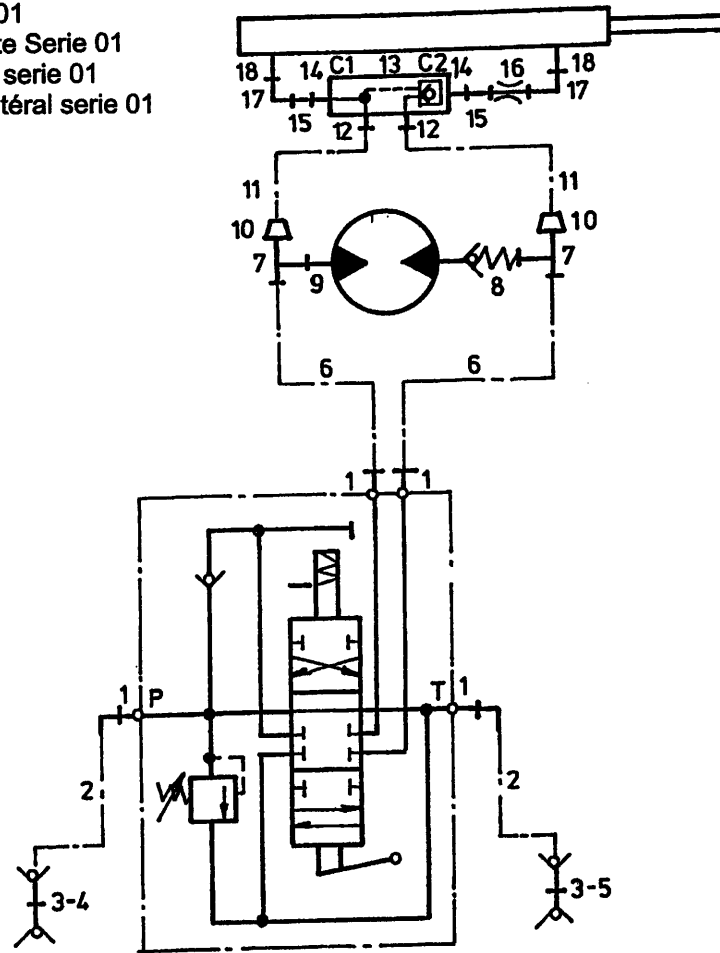 01
te Serie 01
serie 01
téral serie 01
18 14 C1 13 C2 14 16 18
17 15 12 12 15 17
11 11
10 10
7 9 8 7
6 6
1 1
1 P T 1
2 2
3-4 3-5